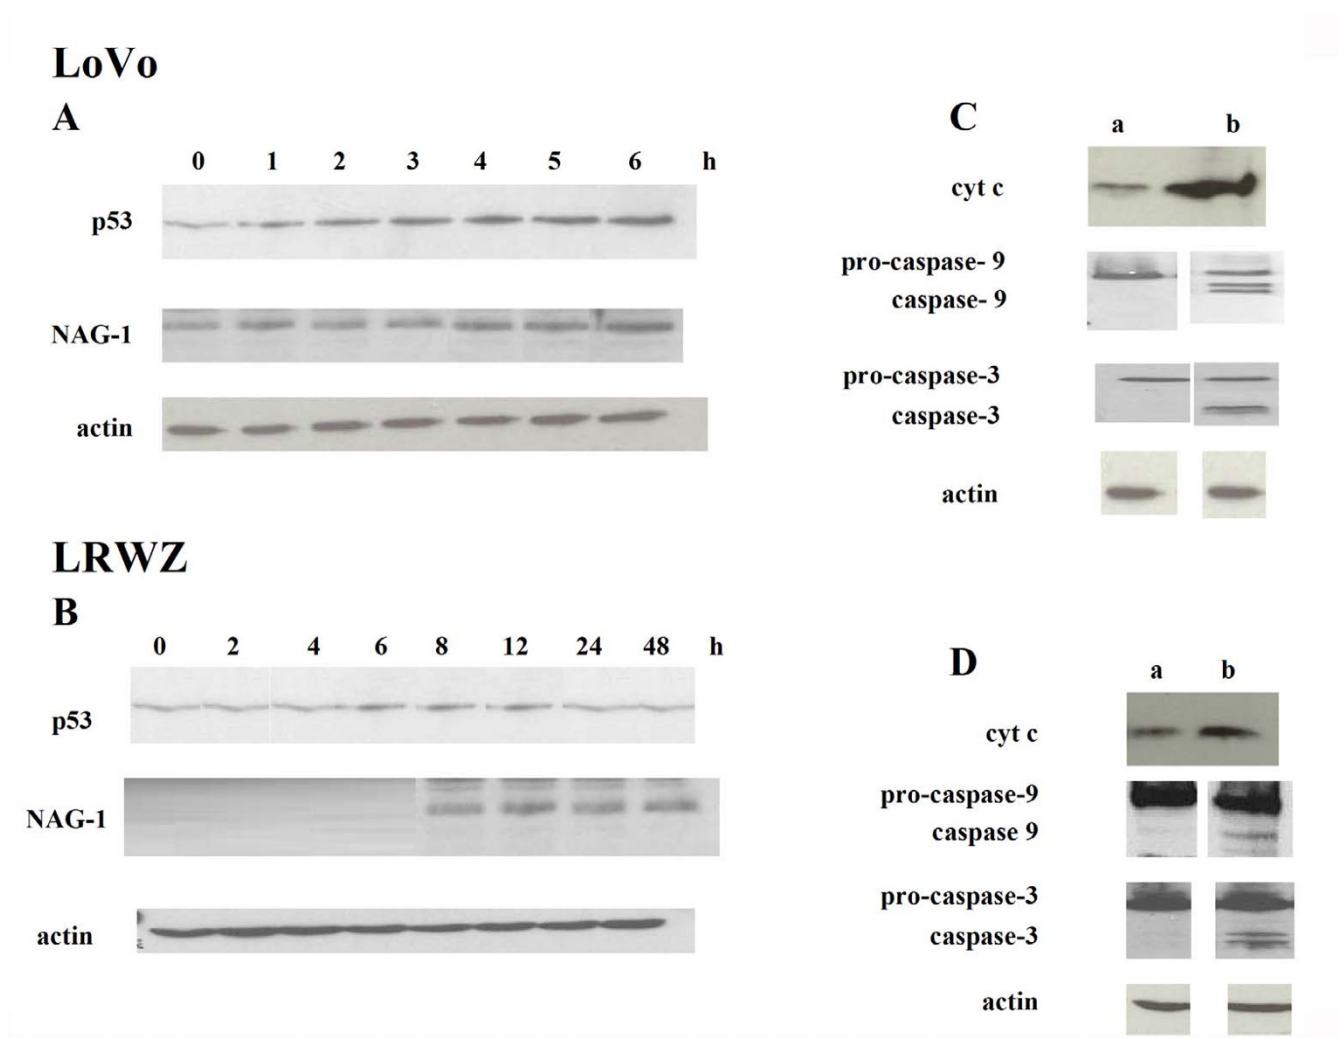 LoVo
A
0 1 2 3 4 5 6 h
p53
NAG-1
actin
C
a b
cyt c
pro-caspase- 9
caspase- 9
pro-caspase-3
caspase-3
actin
LRWZ
B
0 2 4 6 8 12 24 48 h
p53
NAG-1
actin
D
a b
cyt c
pro-caspase-9
caspase 9
pro-caspase-3
caspase-3
actin